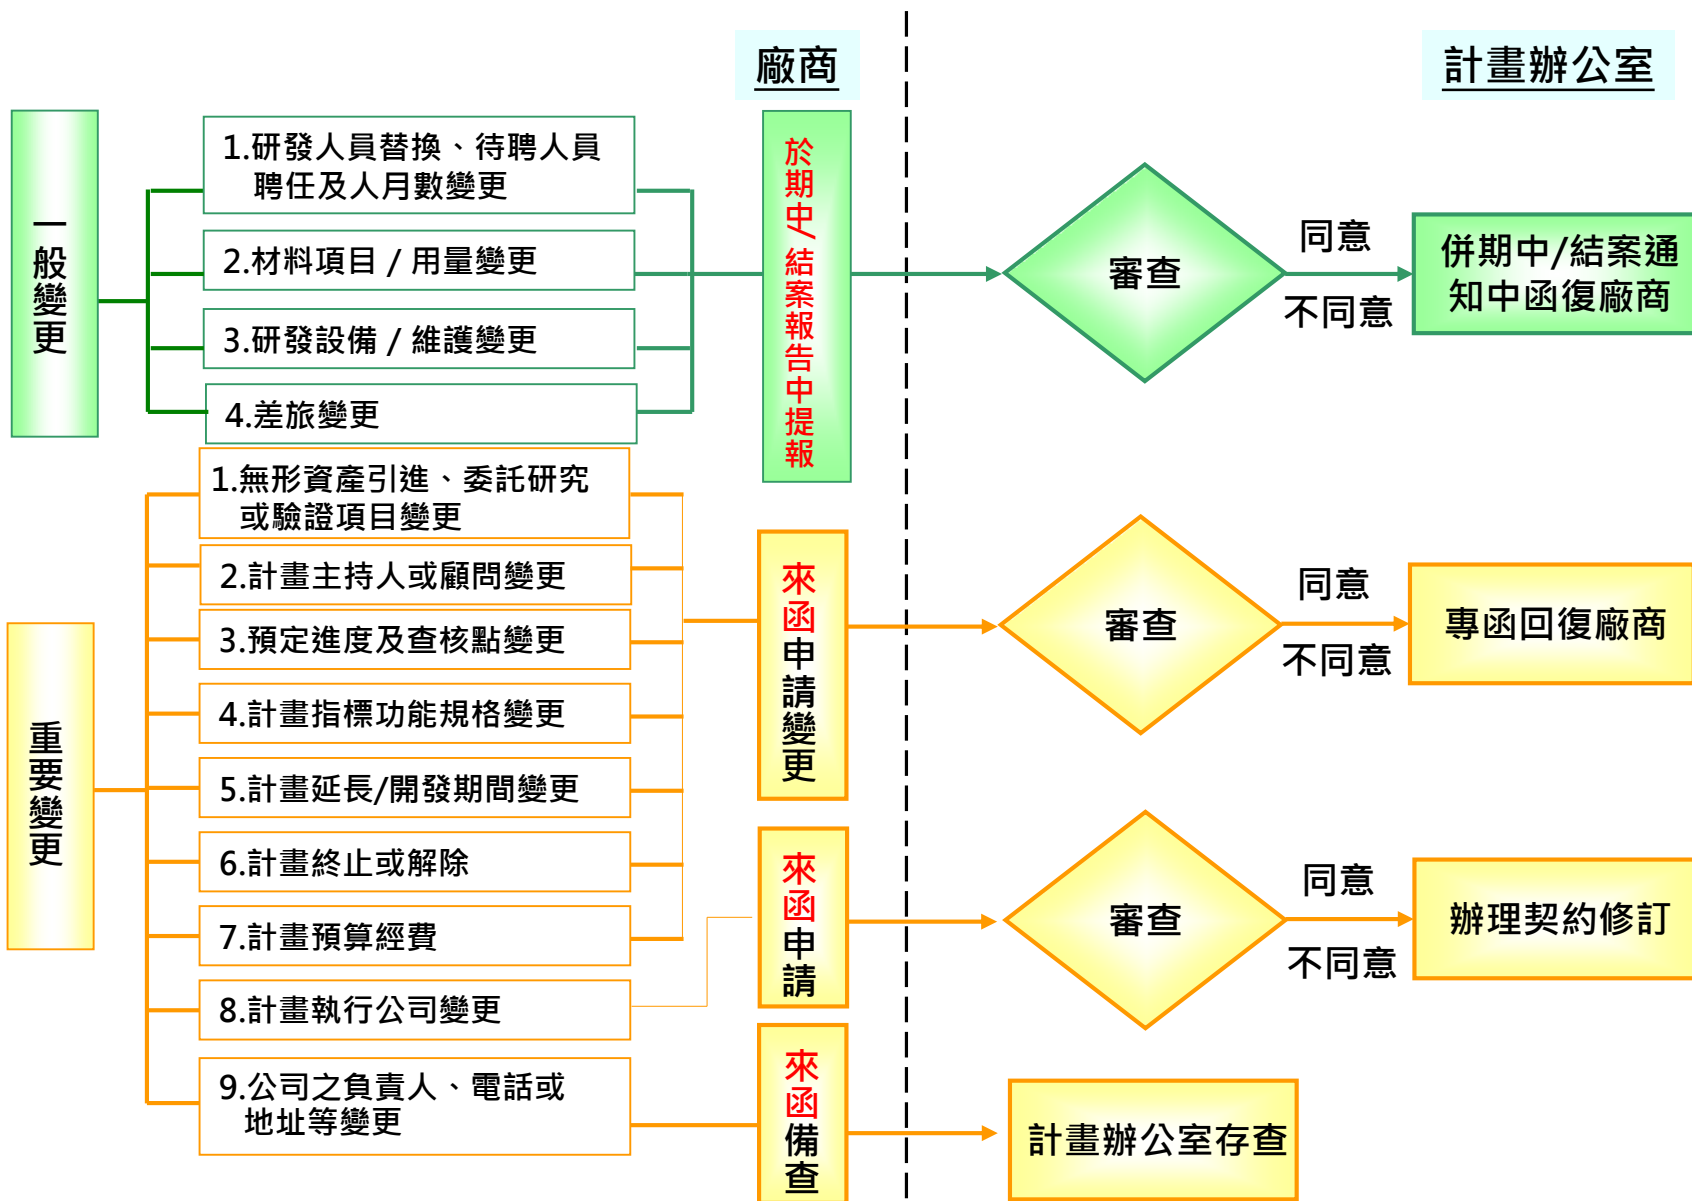 廠商
計畫辦公室
一般變更
1.研發人員替換、待聘人員
聘任及人月數變更
2.材料項目 / 用量變更
3.研發設備 / 維護變更
4.差旅變更
於期中/結案報告中提報
審查
同意
不同意
併期中/結案通
知中函復廠商
重要變更
1.無形資產引進、委託研究
或驗證項目變更
2.計畫主持人或顧問變更
3.預定進度及查核點變更
4.計畫指標功能規格變更
5.計畫延長/開發期間變更
6.計畫終止或解除
7.計畫預算經費
8.計畫執行公司變更
9.公司之負責人、電話或
地址等變更
來函申請變更
審查
同意
不同意
專函回復廠商
來函申請
審查
同意
不同意
辦理契約修訂
來函備查
計畫辦公室存查